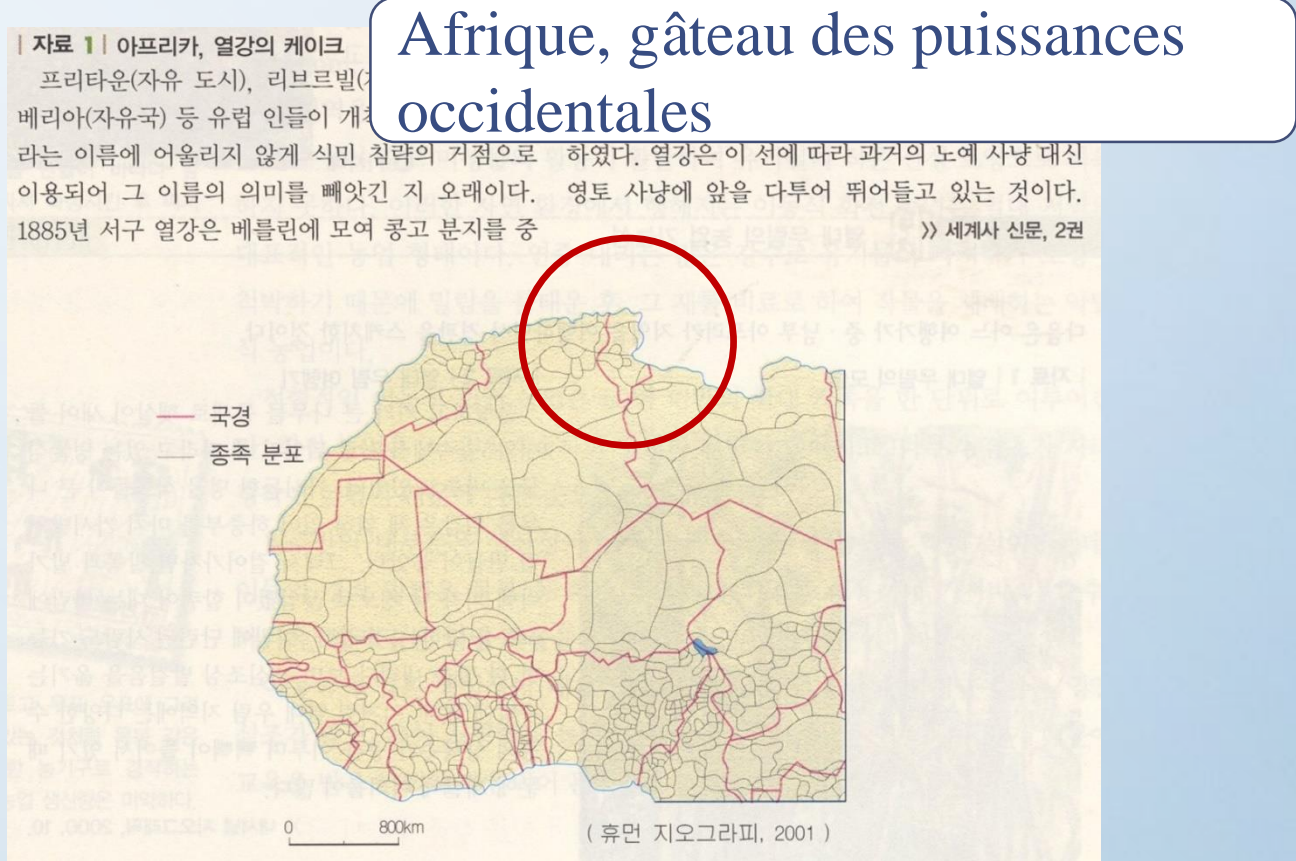 Afrique, gâteau des puissances
occidentales
| 자료 1 | 아프리카, 열강의 케이크
프리타운(자유 도시), 리브르빌(
베리아(자유국) 등 유럽 인들이 개
라는 이름에 어울리지 않게 식민 침략의 거점으로
이용되어 그 이름의 의미를 빼앗긴 지 오래이다.
1885년 서구 열강은 베를린에 모여 콩고 분지를 중
하였다. 열강은 이 선에 따라 과거의 노예 사냥 대신
영토 사냥에 앞을 다투어 뛰어들고 있는 것이다.
>> 세계사 신문, 2권
국경
종족 분포
0 800km
( 휴먼 지오그라피, 2001 )